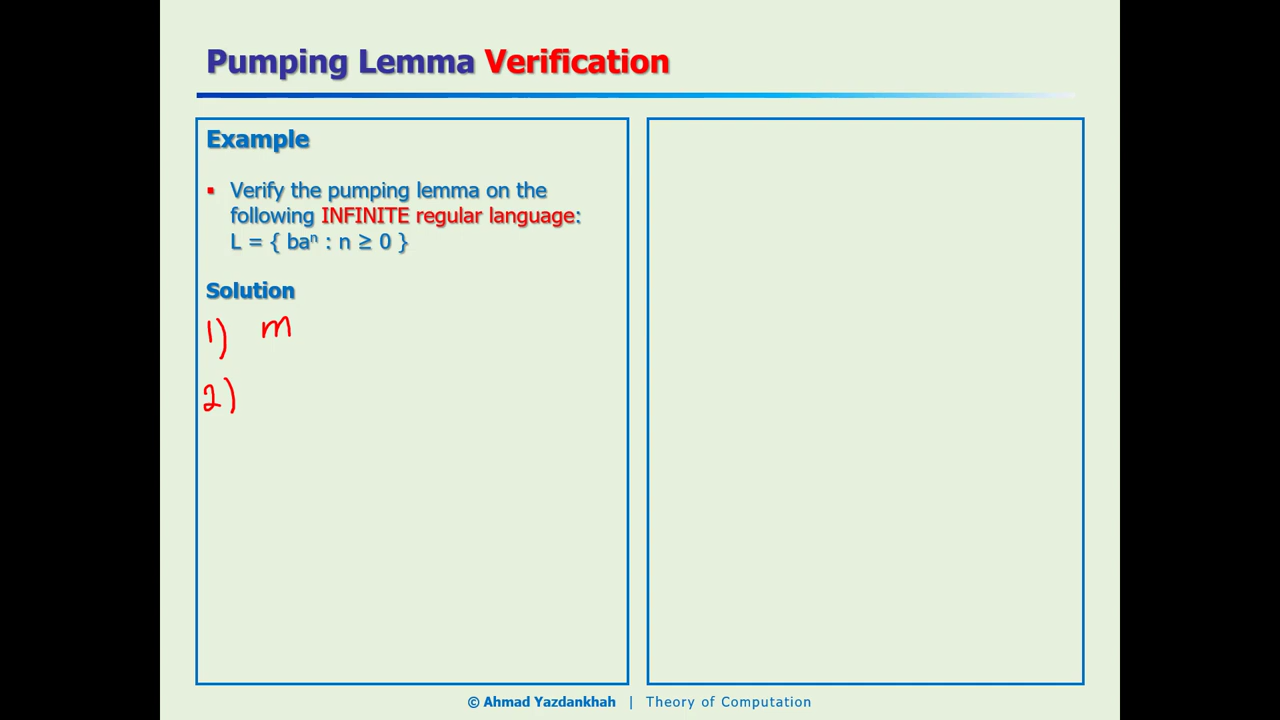 Pumping Lemma Verification
Example
▪ Verify the pumping lemma on the
following INFINITE regular language:
L = { baⁿ : n ≥ 0 }
Solution
1) m
2)
© Ahmad Yazdankhah | Theory of Computation